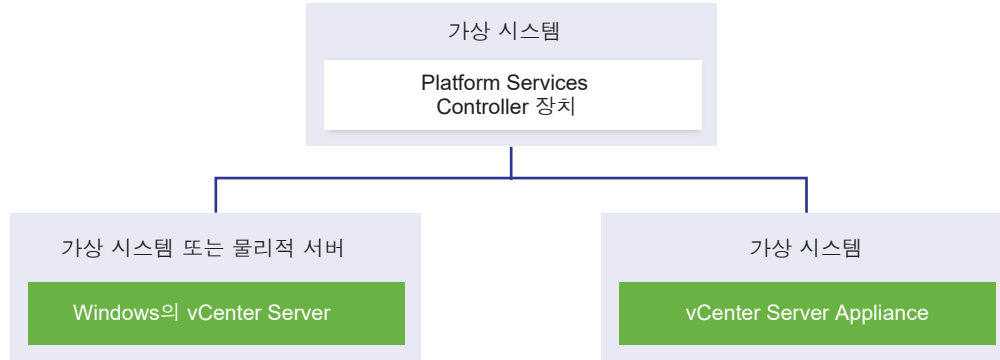 가상 시스템
Platform Services
Controller 장치
가상 시스템 또는 물리적 서버
Windows의 vCenter Server
가상 시스템
vCenter Server Appliance